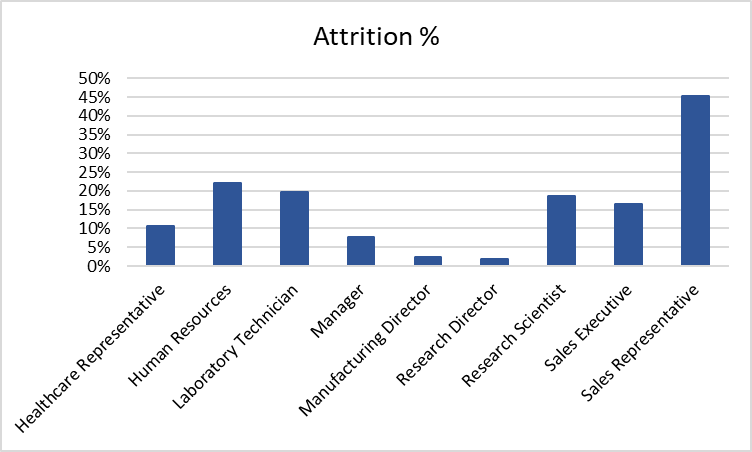 Attrition %
50%
45%
40%
35%
30%
25%
20%
15%
10%
5%
0%
Healthcare Representative
Human Resources
Laboratory Technician
Manager
Manufacturing Director
Research Director
Research Scientist
Sales Executive
Sales Representative